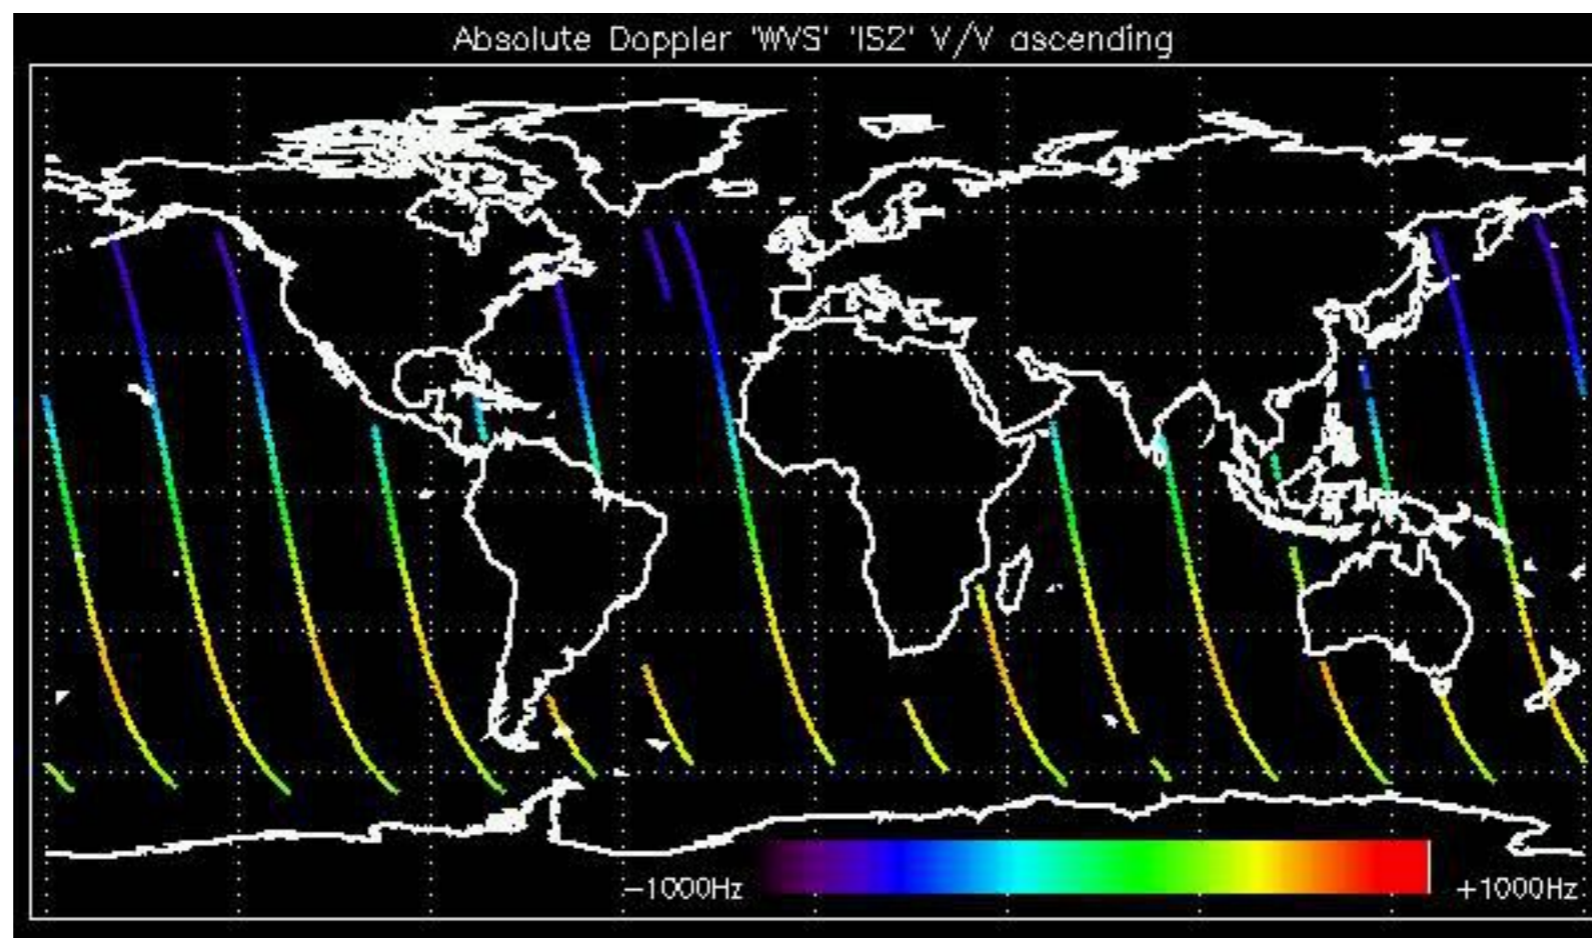 Absolute Doppler 'WVS' 'IS2' V/V ascending
-1000Hz +1000Hz